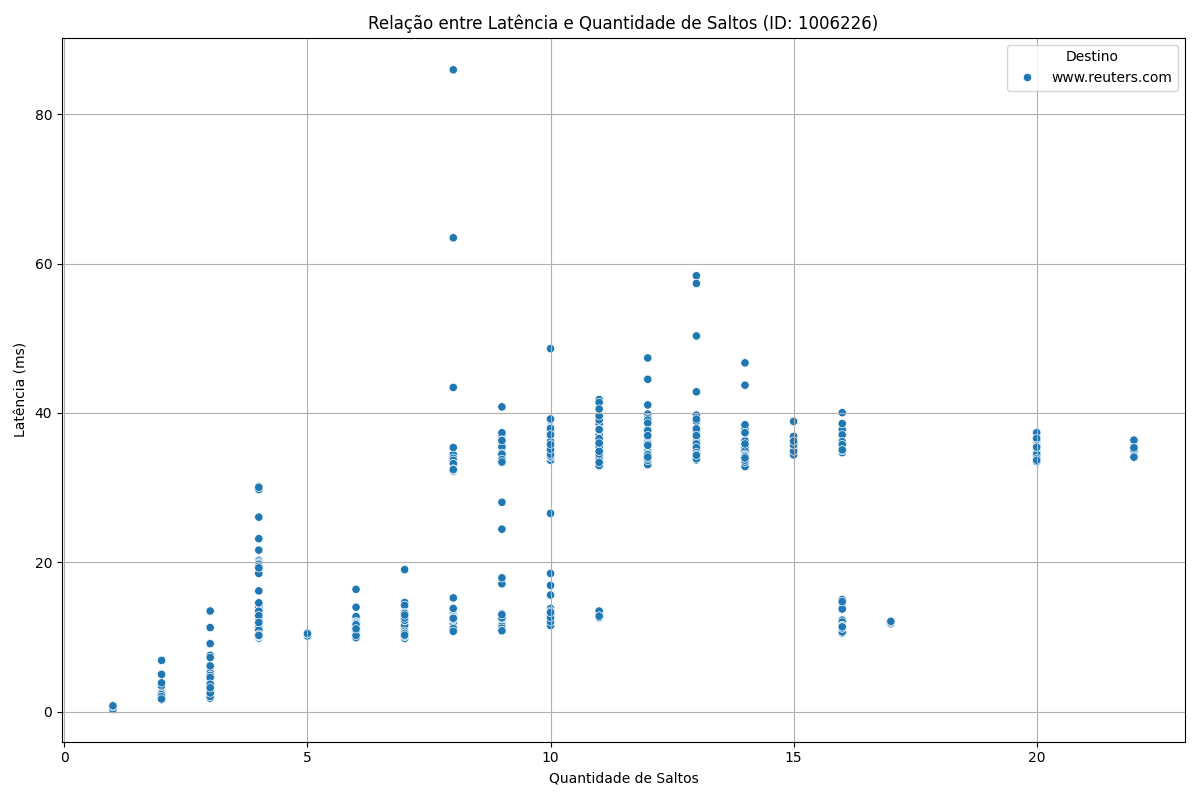 Relação entre Latência e Quantidade de Saltos (ID: 1006226)
Destino
www.reuters.com
Latência (ms)
80
60
40
20
0
0 5 10 15 20
Quantidade de Saltos